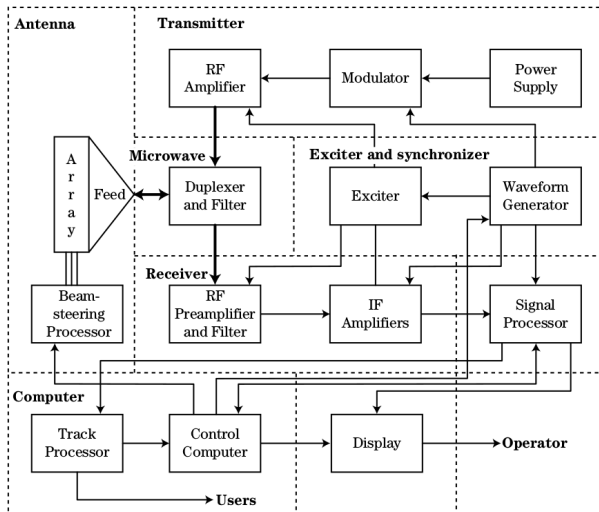 Antenna
Transmitter
RF
Amplifier
Modulator
Power
Supply
Microwave
Exciter and synchronizer
Array
Feed
Duplexer
and Filter
Exciter
Waveform
Generator
Receiver
Beam-
steering
Processor
RF
Preamplifier
and Filter
IF
Amplifiers
Signal
Processor
Computer
Track
Processor
Control
Computer
Display
Operator
Users